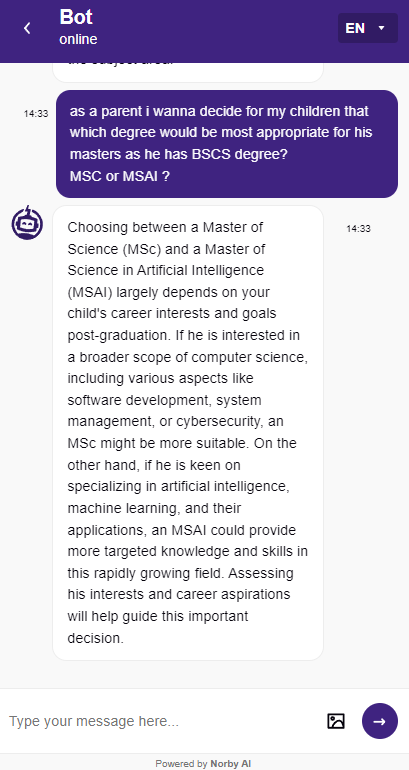 Bot
online
EN
the subject area.
14:33
as a parent i wanna decide for my children that
which degree would be most appropriate for his
masters as he has BSCS degree?
MSC or MSAI ?
Choosing between a Master of
14:33
Science (MSc) and a Master of
Science in Artificial Intelligence
(MSAI) largely depends on your
child's career interests and goals
post-graduation. If he is interested in
a broader scope of computer science,
including various aspects like
software development, system
management, or cybersecurity, an
MSc might be more suitable. On the
other hand, if he is keen on
specializing in artificial intelligence,
machine learning, and their
applications, an MSAI could provide
more targeted knowledge and skills in
this rapidly growing field. Assessing
his interests and career aspirations
will help guide this important
decision.
Type your message here...
Powered by Norby AI